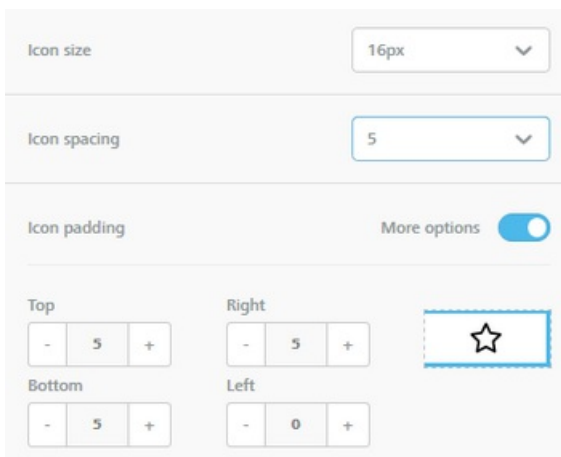 Icon size 16px
Icon spacing 5
Icon padding More options
Top Right
- 5 + - 5 +
Bottom Left
- 5 + - 0 +